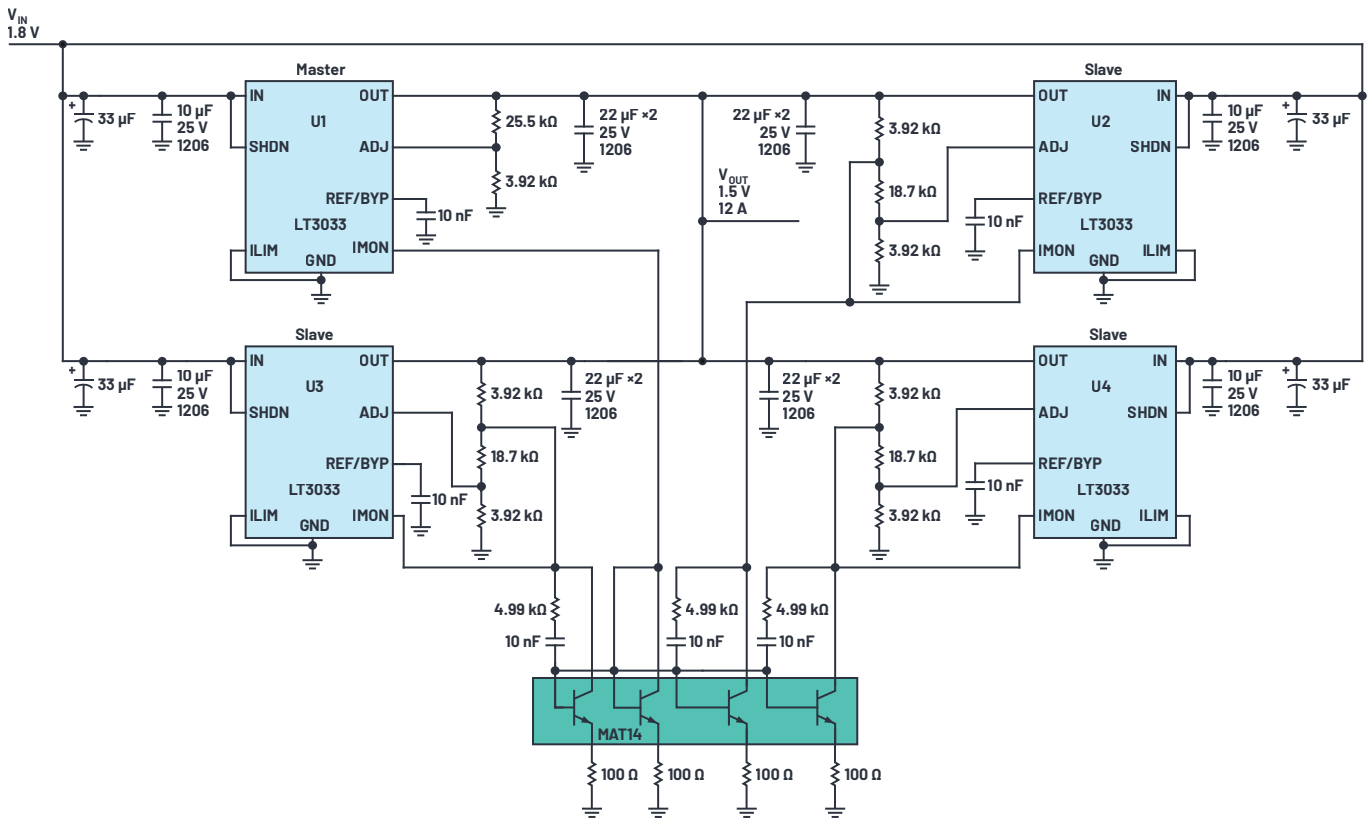 V_IN
1.8 V
Master
33 µF
10 µF
25 V
1206
IN
OUT
U1
SHDN
ADJ
REF/BYP
LT3033
ILIM
GND
IMON
25.5 kΩ
3.92 kΩ
22 µF ×2
25 V
1206
10 nF
V_OUT
1.5 V
12 A
Slave
22 µF ×2
25 V
1206
3.92 kΩ
18.7 kΩ
3.92 kΩ
10 nF
OUT
IN
U2
ADJ
SHDN
REF/BYP
LT3033
IMON
ILIM
GND
10 µF
25 V
1206
33 µF
Slave
33 µF
10 µF
25 V
1206
IN
OUT
U3
SHDN
ADJ
REF/BYP
LT3033
ILIM
GND
IMON
10 nF
3.92 kΩ
18.7 kΩ
3.92 kΩ
22 µF ×2
25 V
1206
Slave
22 µF ×2
25 V
1206
3.92 kΩ
18.7 kΩ
3.92 kΩ
10 nF
OUT
IN
U4
ADJ
SHDN
REF/BYP
LT3033
IMON
ILIM
GND
10 µF
25 V
1206
33 µF
4.99 kΩ
4.99 kΩ
4.99 kΩ
10 nF
10 nF
10 nF
MAT14
100 Ω
100 Ω
100 Ω
100 Ω